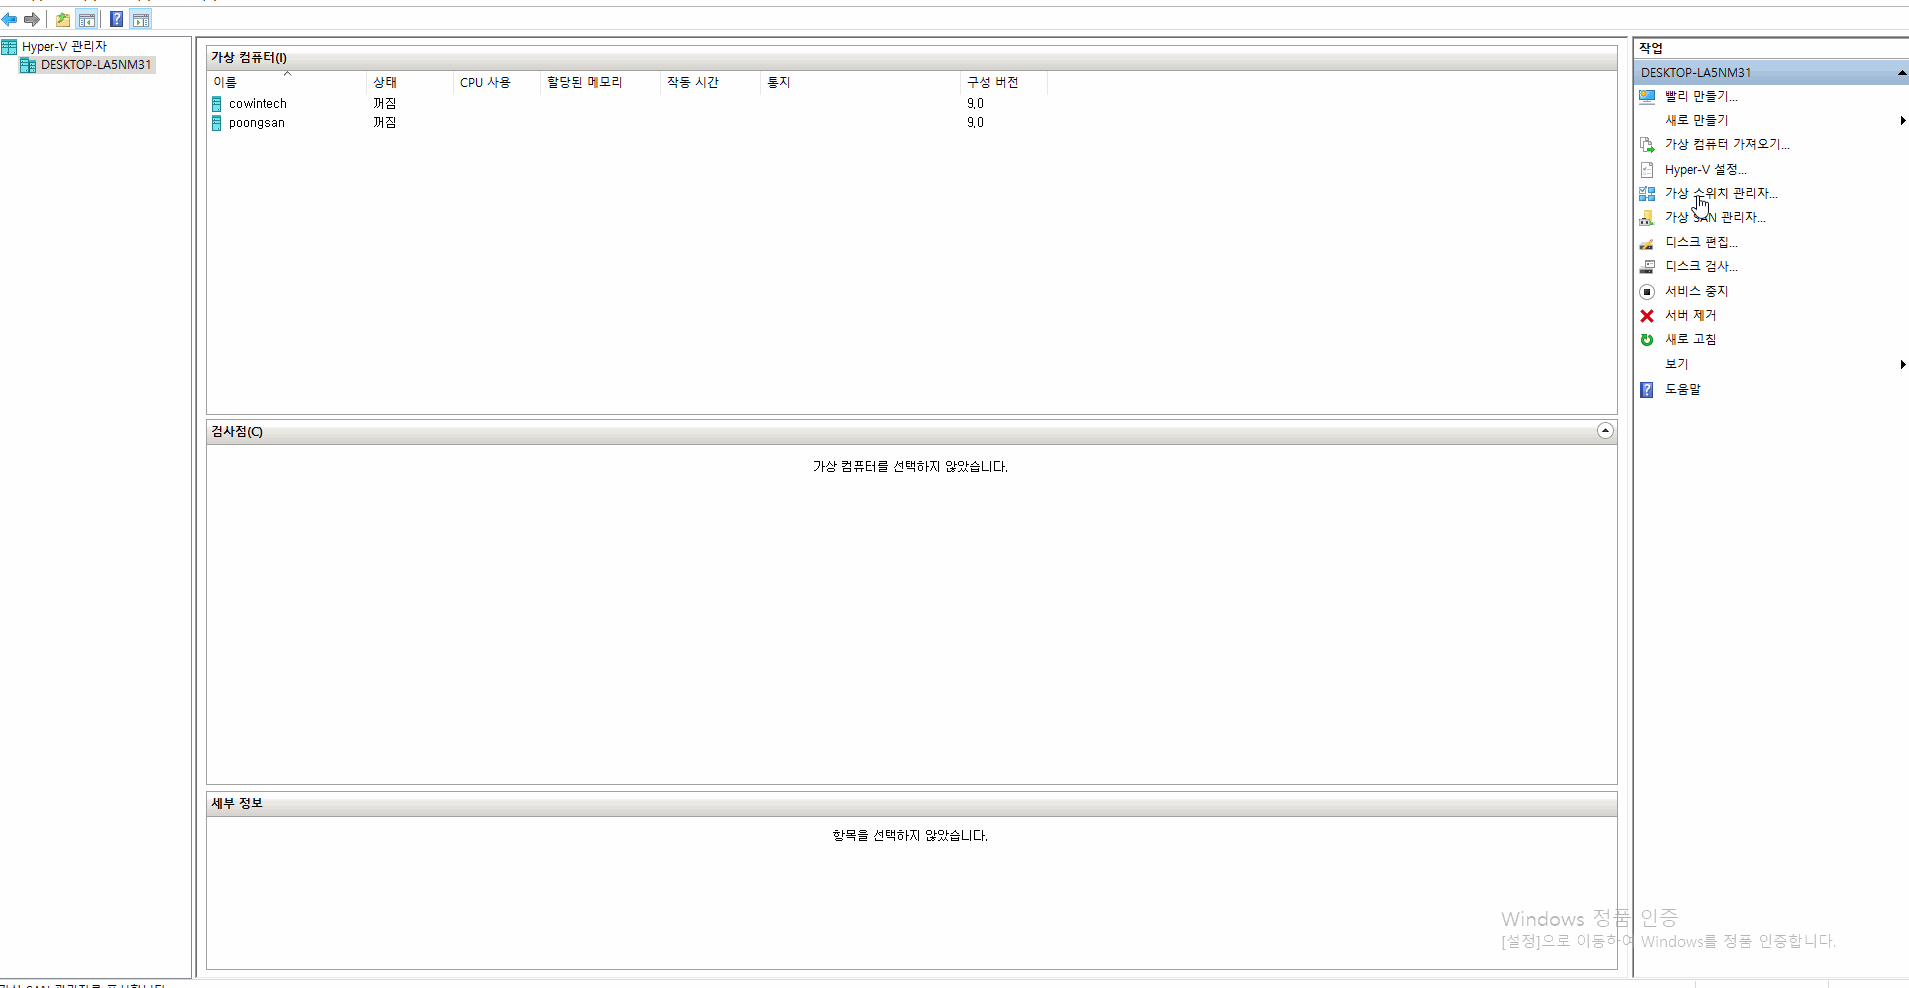 Hyper-V 관리자
DESKTOP-LA5NM31
가상 컴퓨터(I)
이름 상태 CPU 사용 할당된 메모리 작동 시간 통지 구성 버전
cowintech 꺼짐 9.0
poongsan 꺼짐 9.0
검사점(C)
가상 컴퓨터를 선택하지 않았습니다.
세부 정보
항목을 선택하지 않았습니다.
작업
DESKTOP-LA5NM31
빨리 만들기...
새로 만들기
가상 컴퓨터 가져오기...
Hyper-V 설정...
가상 스위치 관리자...
가상 SAN 관리자...
디스크 편집...
디스크 검사...
서비스 중지
서버 제거
새로 고침
보기
도움말
Windows 정품 인증
[설정]으로 이동하여 Windows를 정품 인증합니다.